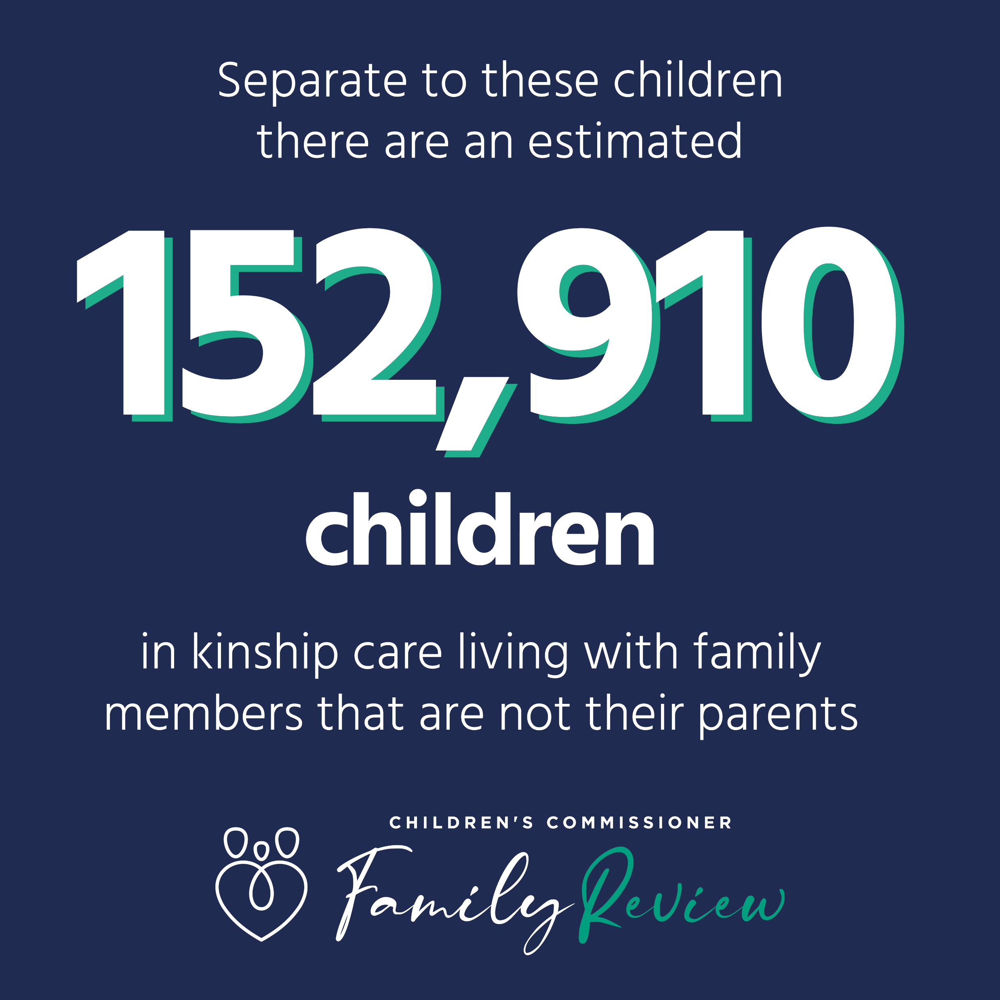 Separate to these children
there are an estimated
152,910
children
in kinship care living with family
members that are not their parents
CHILDREN'S COMMISSIONER
Family Review